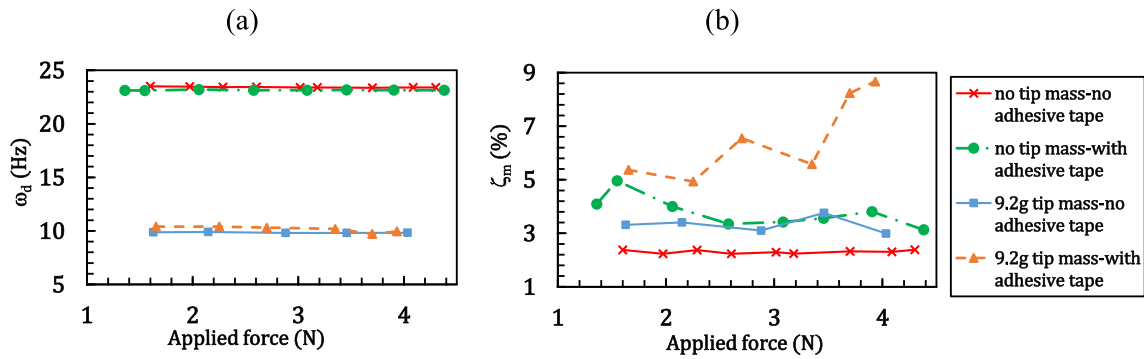 (a)
(b)
25
20
15
10
5
ω_d (Hz)
1
2
3
4
Applied force (N)
9
7
5
3
1
ζ_m (%)
1
2
3
4
Applied force (N)
no tip mass-no
adhesive tape
no tip mass-with
adhesive tape
9.2g tip mass-no
adhesive tape
9.2g tip mass-with
adhesive tape